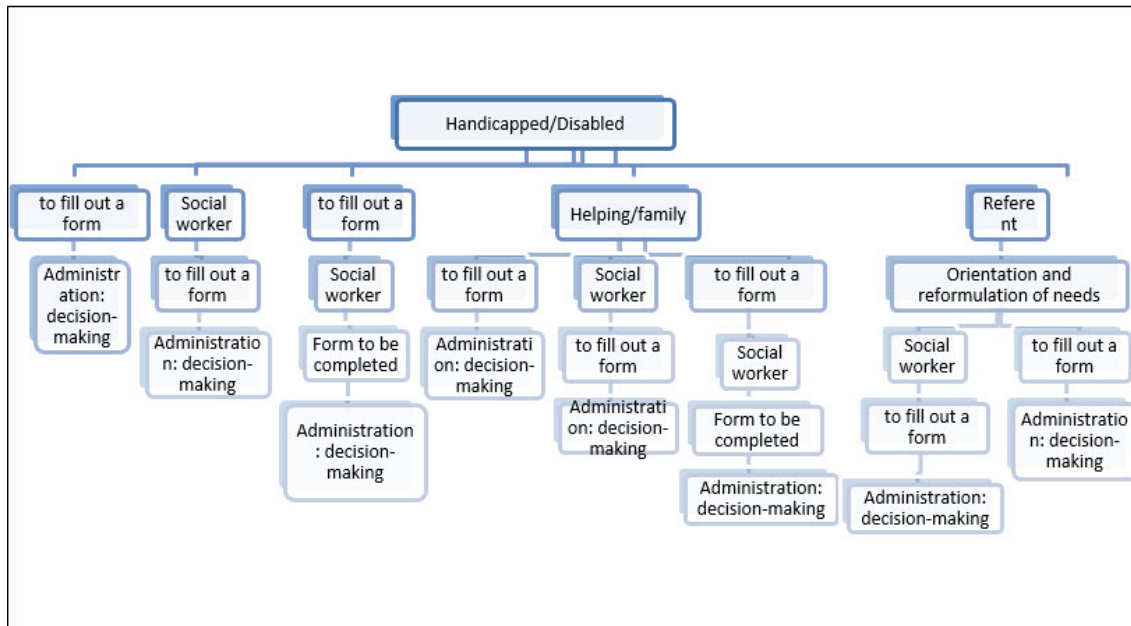 Handicapped/Disabled
to fill out a
form
Administr
ation:
decision-
making
Social
worker
to fill out a
form
Administratio
n: decision-
making
to fill out a
form
Social
worker
Form to be
completed
Administration
: decision-
making
Helping/family
to fill out a
form
Administrati
on: decision-
making
Social
worker
to fill out a
form
Administrati
on: decision-
making
to fill out a
form
Social
worker
Form to be
completed
Administration:
decision-making
Refere
nt
Orientation and
reformulation of needs
Social
worker
to fill out a
form
Administration:
decision-making
to fill out a
form
Administratio
n: decision-
making